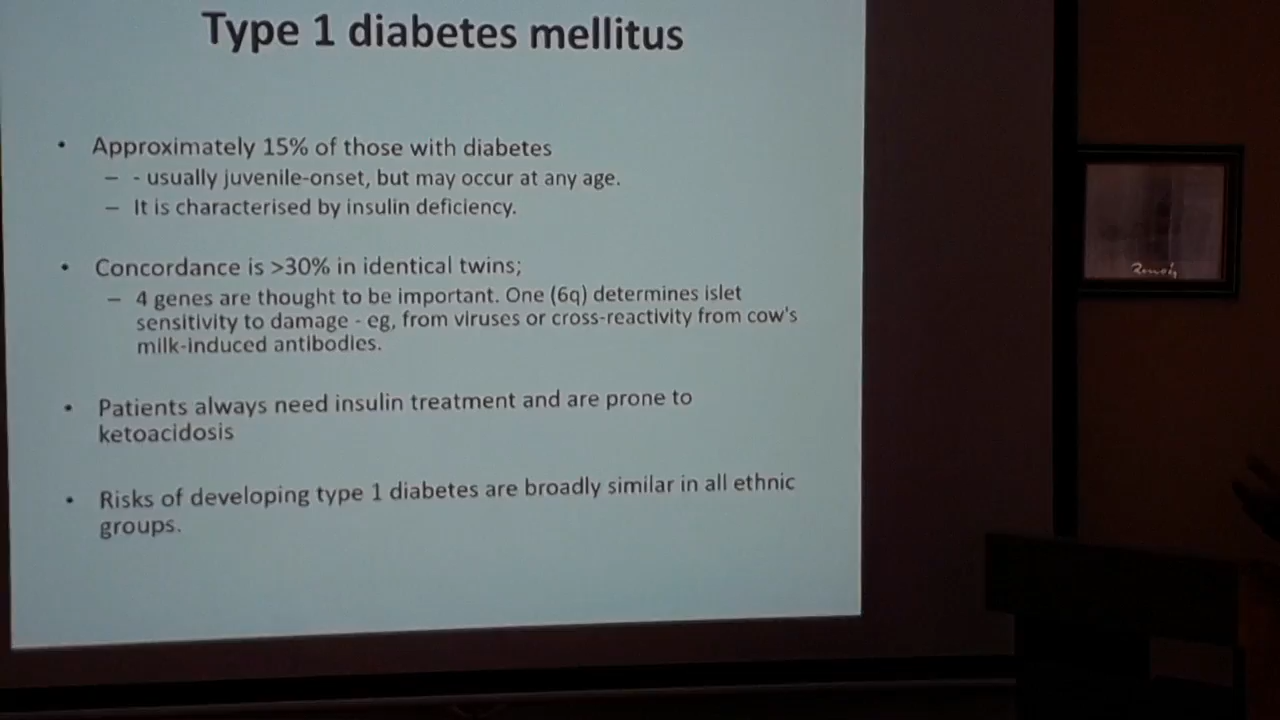 Type 1 diabetes mellitus
• Approximately 15% of those with diabetes
– - usually juvenile-onset, but may occur at any age.
– It is characterised by insulin deficiency.
• Concordance is >30% in identical twins;
– 4 genes are thought to be important. One (6q) determines islet
sensitivity to damage - eg, from viruses or cross-reactivity from cow's
milk-induced antibodies.
• Patients always need insulin treatment and are prone to
ketoacidosis
• Risks of developing type 1 diabetes are broadly similar in all ethnic
groups.